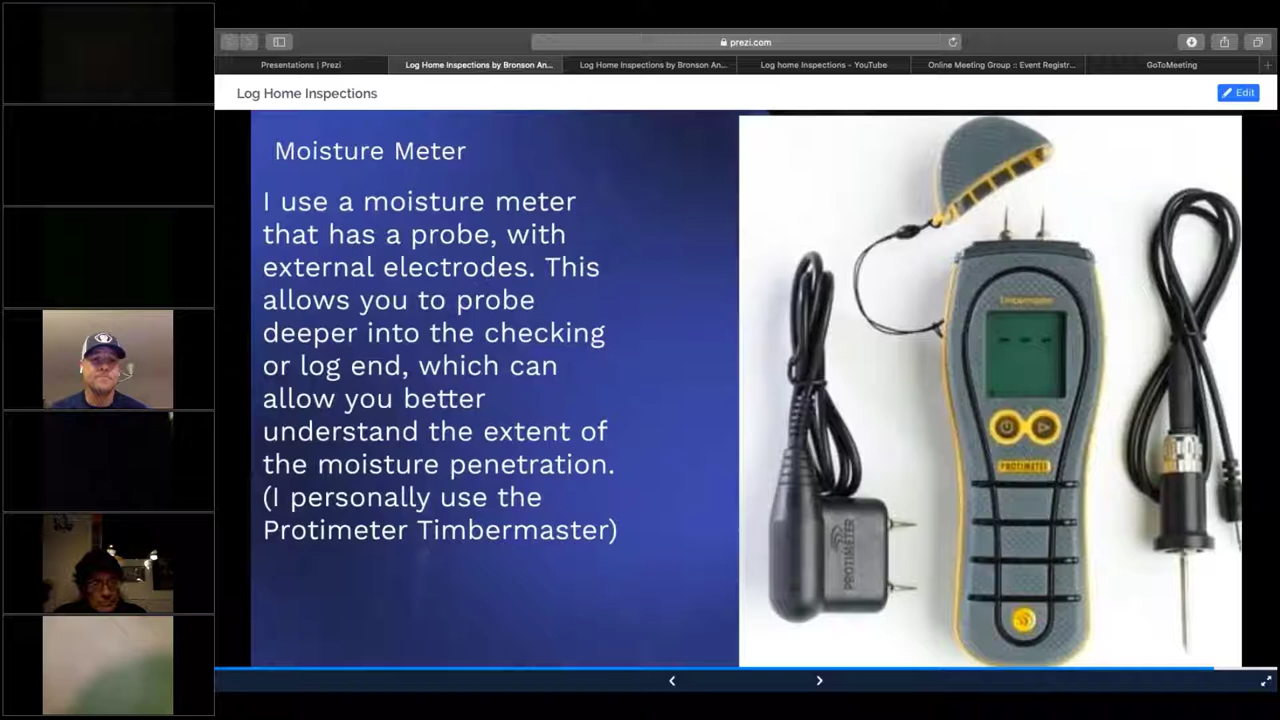 prezi.com
Presentations | Prezi
Log Home Inspections by Bronson An...
Log Home Inspections by Bronson An...
Log home Inspections - YouTube
Online Meeting Group :: Event Registr...
GoToMeeting
Log Home Inspections
Edit
Moisture Meter
I use a moisture meter
that has a probe, with
external electrodes. This
allows you to probe
deeper into the checking
or log end, which can
allow you better
understand the extent of
the moisture penetration.
(I personally use the
Protimeter Timbermaster)
Timbermaster
PROTIMETER
PROTIMETER